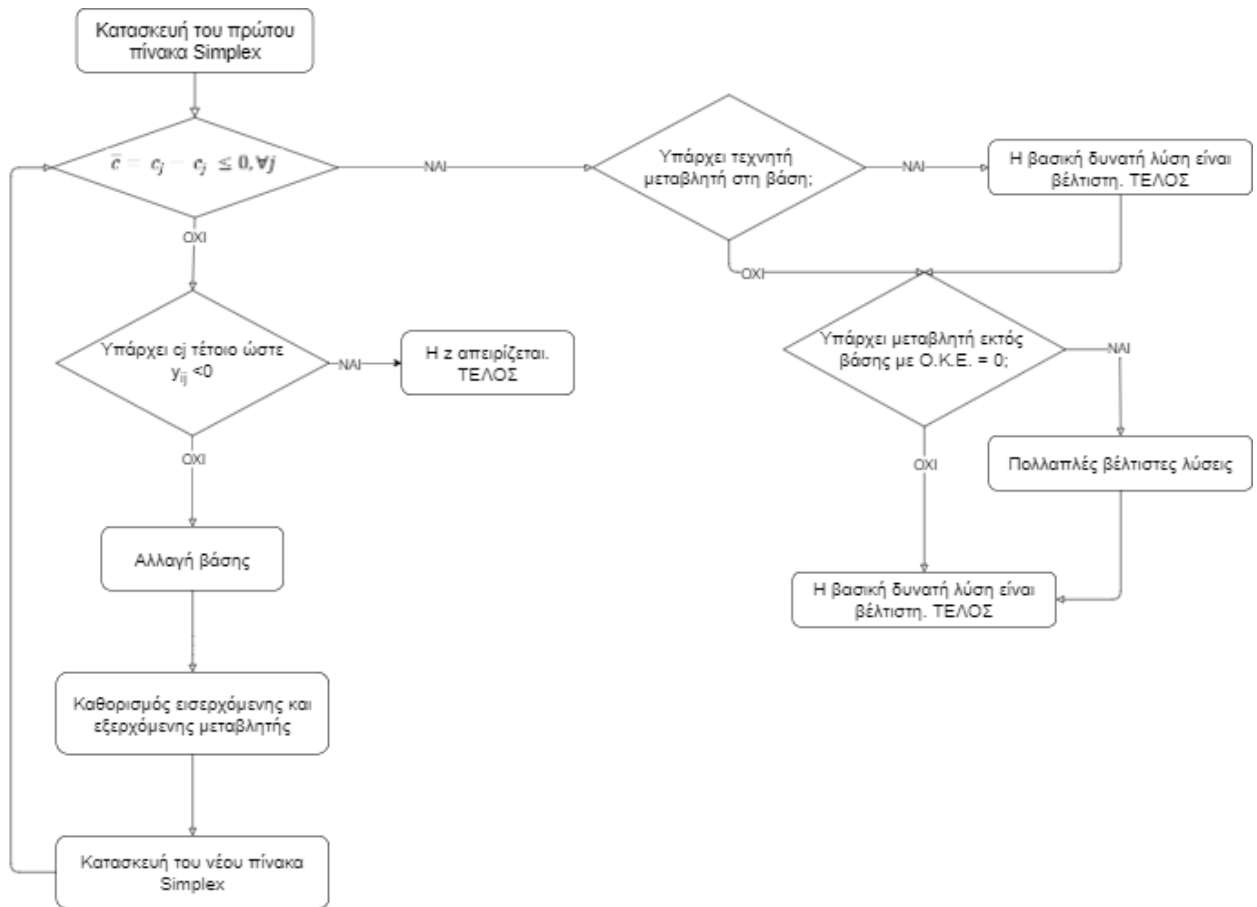 Κατασκευή του πρώτου
πίνακα Simplex
c̅ = cⱼ − cⱼ ≤ 0, ∀j
ΝΑΙ
Υπάρχει τεχνητή
μεταβλητή στη βάση;
ΝΑΙ
Η βασική δυνατή λύση είναι
βέλτιστη. ΤΕΛΟΣ
ΟΧΙ
ΟΧΙ
Υπάρχει cj τέτοιο ώστε
yij <0
ΝΑΙ
Η z απειρίζεται.
ΤΕΛΟΣ
Υπάρχει μεταβλητή εκτός
βάσης με Ο.Κ.Ε. = 0;
ΝΑΙ
ΟΧΙ
ΟΧΙ
Πολλαπλές βέλτιστες λύσεις
Αλλαγή βάσης
Η βασική δυνατή λύση είναι
βέλτιστη. ΤΕΛΟΣ
Καθορισμός εισερχόμενης και
εξερχόμενης μεταβλητής
Κατασκευή του νέου πίνακα
Simplex